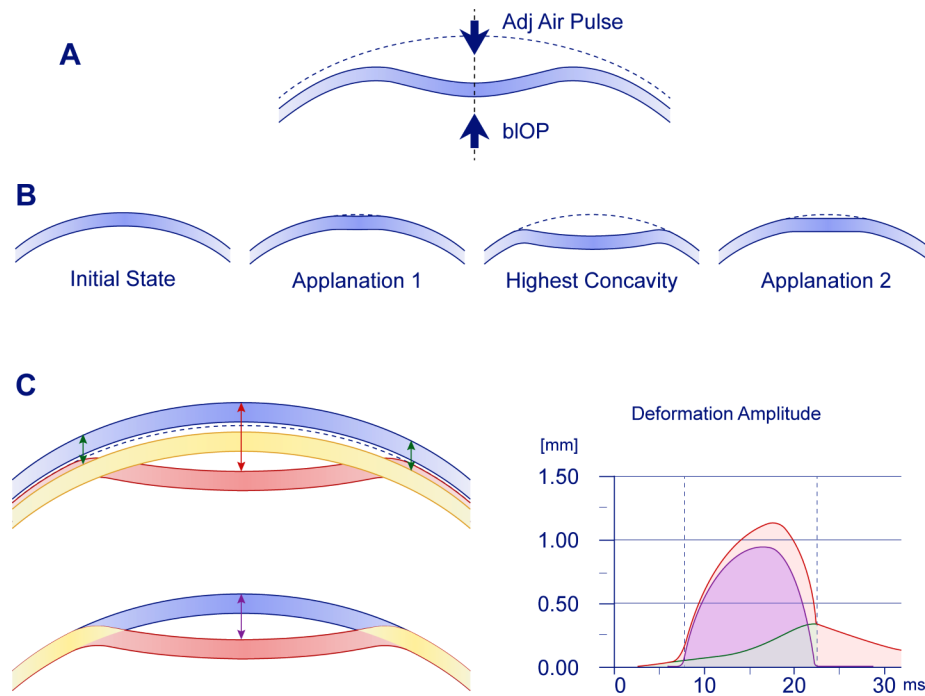 A
Adj Air Pulse
bIOP
B
Initial State
Applanation 1
Highest Concavity
Applanation 2
C
Deformation Amplitude
[mm]
1.50
1.00
0.50
0.00
0 10 20 30 ms